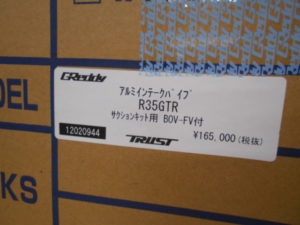 GReddy
アルミインテークパイプ
R35GTR
サクションキット用 BOV-FV付
12020944
TRUST
¥165,000(税抜)
DEL
KS